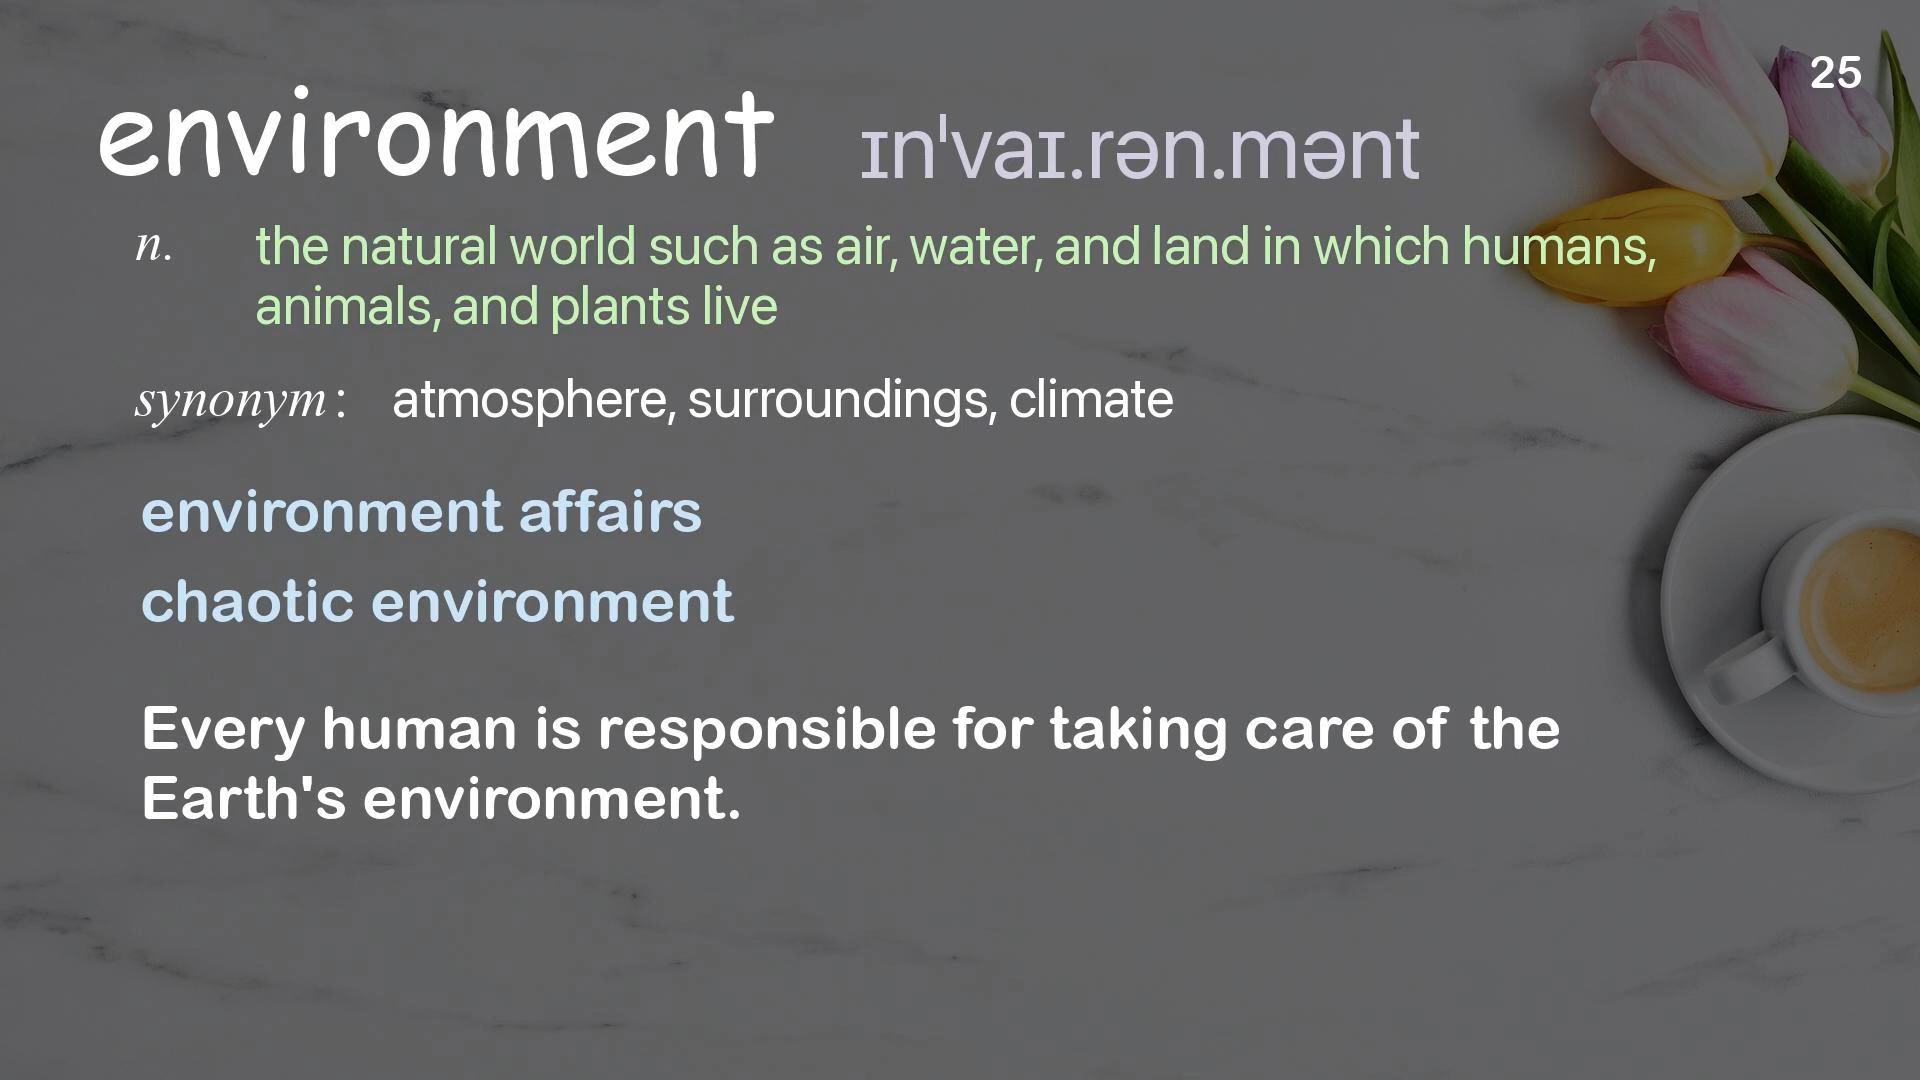 25
environment ɪnˈvaɪ.rən.mənt
n. the natural world such as air, water, and land in which humans,
animals, and plants live
synonym : atmosphere, surroundings, climate
environment affairs
chaotic environment
Every human is responsible for taking care of the
Earth's environment.